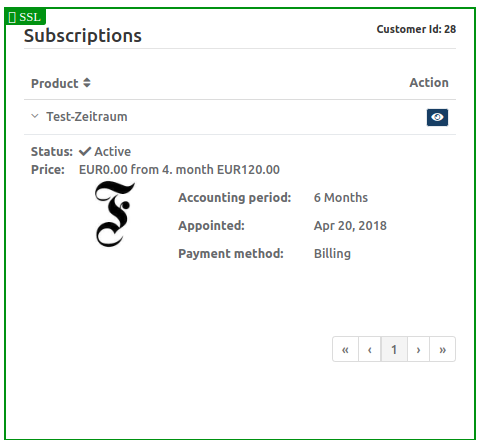 SSL
Subscriptions
Customer Id: 28
Product
Action
Test-Zeitraum
Status: Active
Price: EUR0.00 from 4. month EUR120.00
F
Accounting period: 6 Months
Appointed: Apr 20, 2018
Payment method: Billing
« ‹ 1 › »